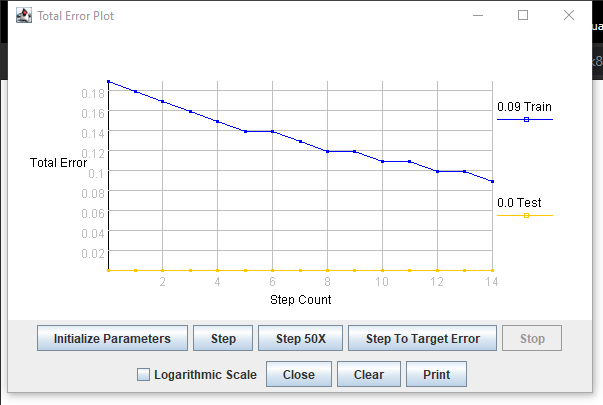 Total Error Plot
ua
k8
0.18
0.16
0.14
0.12
0.1
0.08
0.06
0.04
0.02
Total Error
2 4 6 8 10 12 14
Step Count
0.09 Train
0.0 Test
Initialize Parameters Step Step 50X Step To Target Error Stop
Logarithmic Scale Close Clear Print